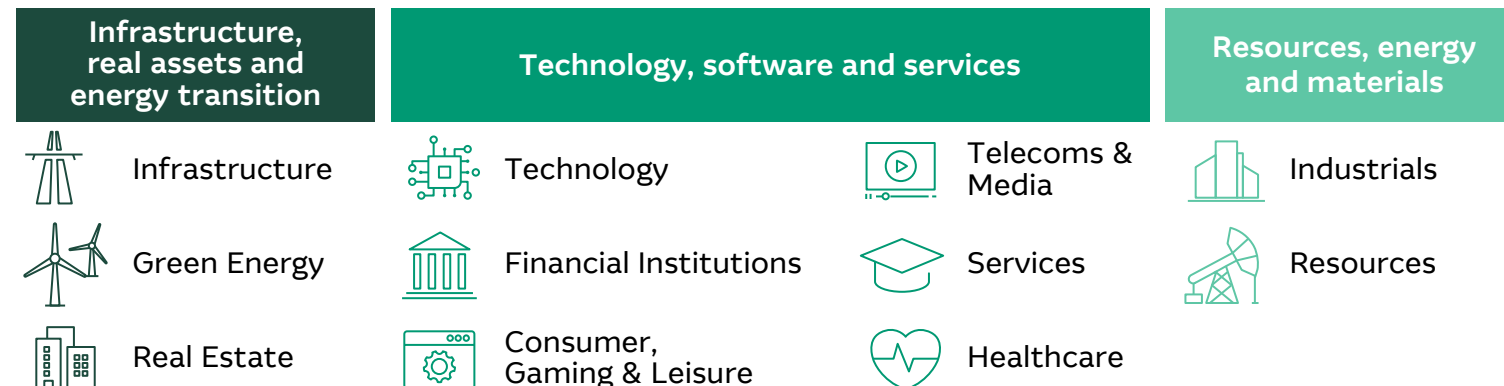 Infrastructure,
real assets and
energy transition
Technology, software and services
Resources, energy
and materials
Infrastructure
Green Energy
Real Estate
Technology
Financial Institutions
Consumer,
Gaming & Leisure
Telecoms &
Media
Services
Healthcare
Industrials
Resources